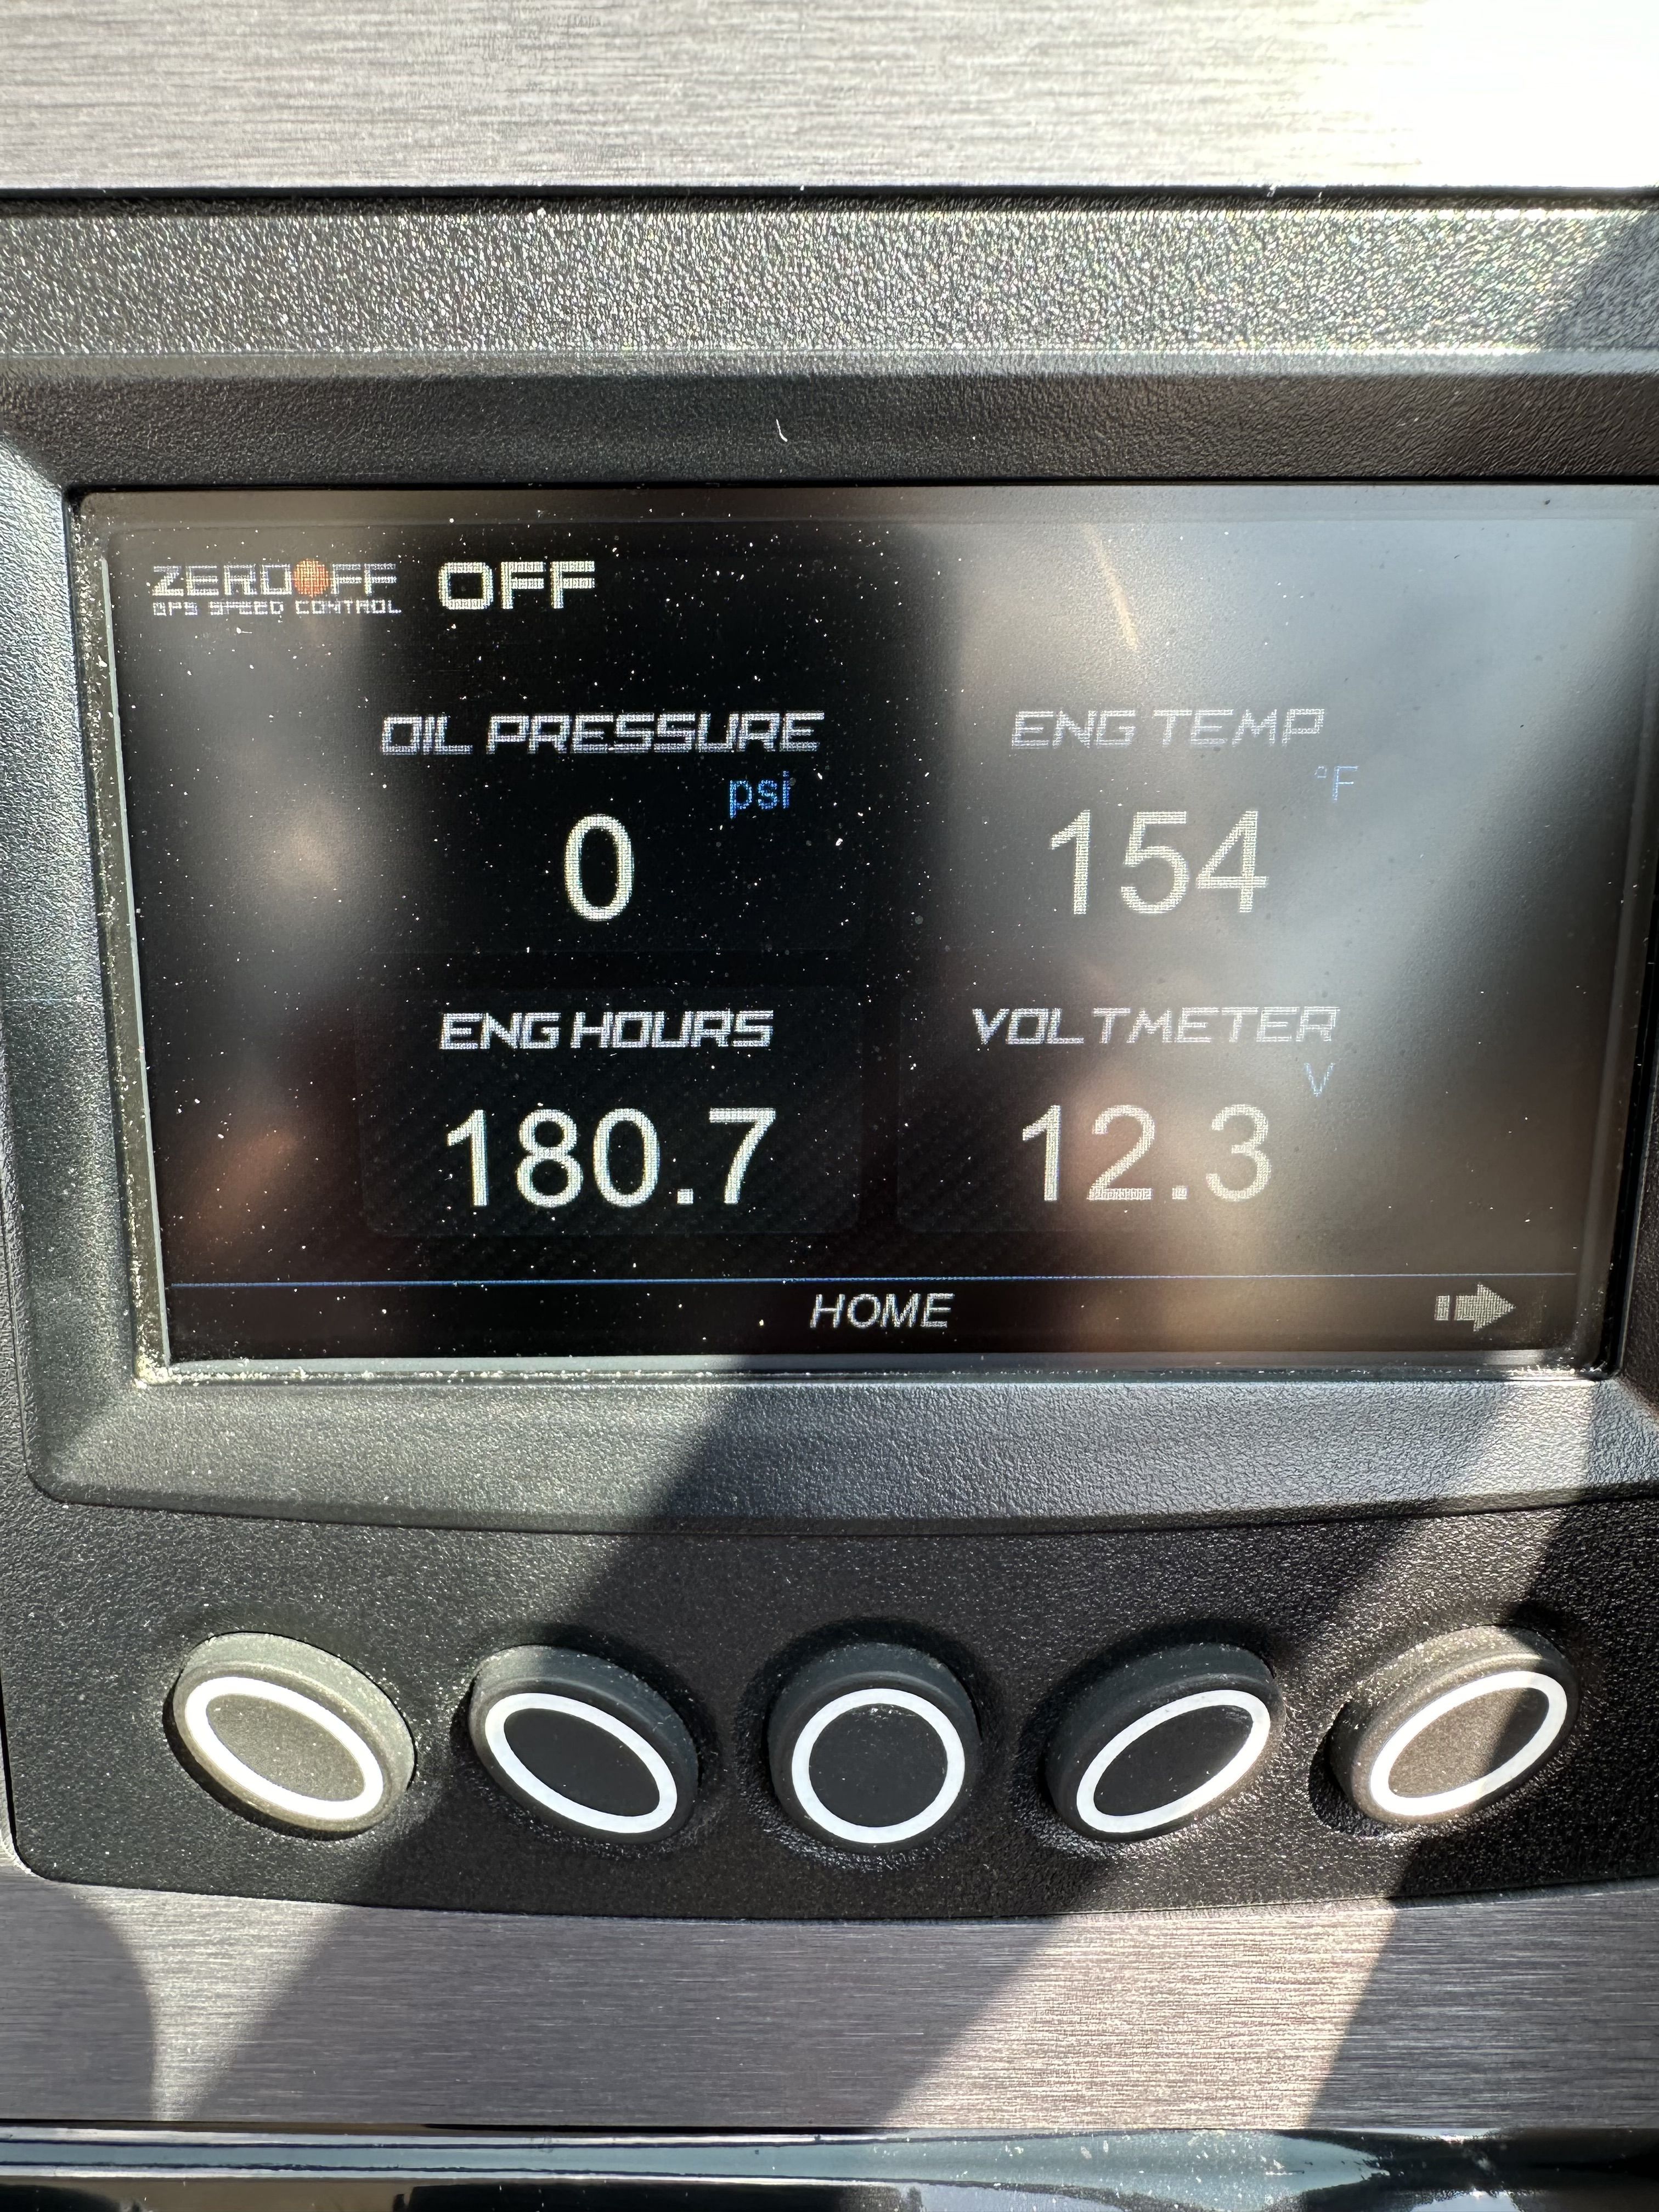 ZEROOFF OFF
GPS SPEED CONTROL
OIL PRESSURE ENG TEMP
psi °F
0 154
ENG HOURS VOLTMETER
V
180.7 12.3
HOME